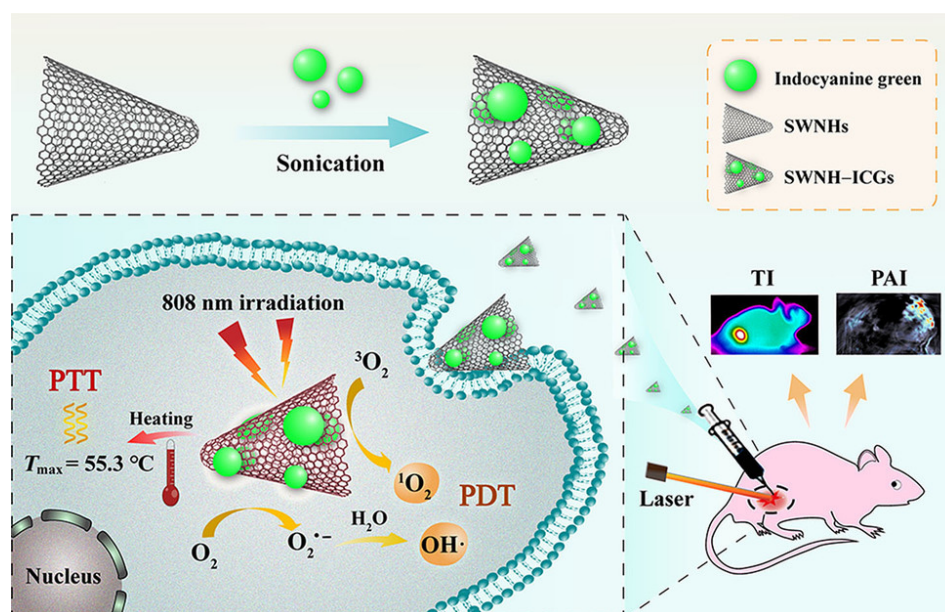 Indocyanine green
SWNHs
SWNH–ICGs
Sonication
808 nm irradiation
³O₂
PTT
Heating
Tmax = 55.3 °C
¹O₂
PDT
O₂
O₂·−
H₂O
OH·
Nucleus
TI
PAI
Laser